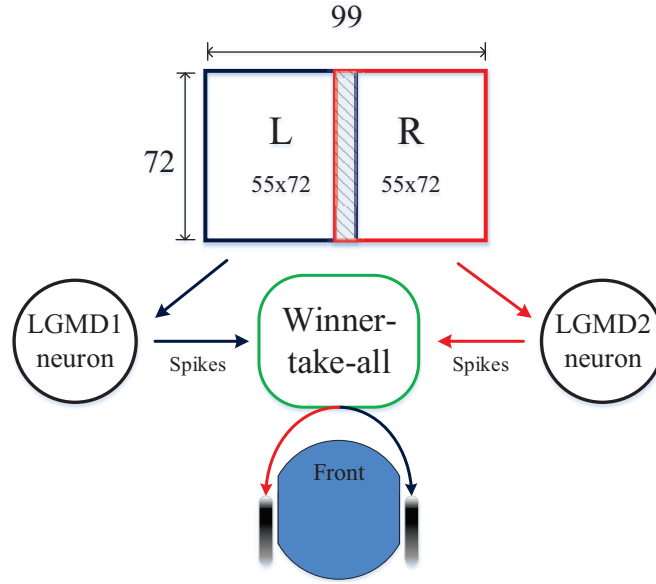 99
72
L
R
55x72
55x72
LGMD1
neuron
Spikes
Winner-
take-all
Spikes
LGMD2
neuron
Front